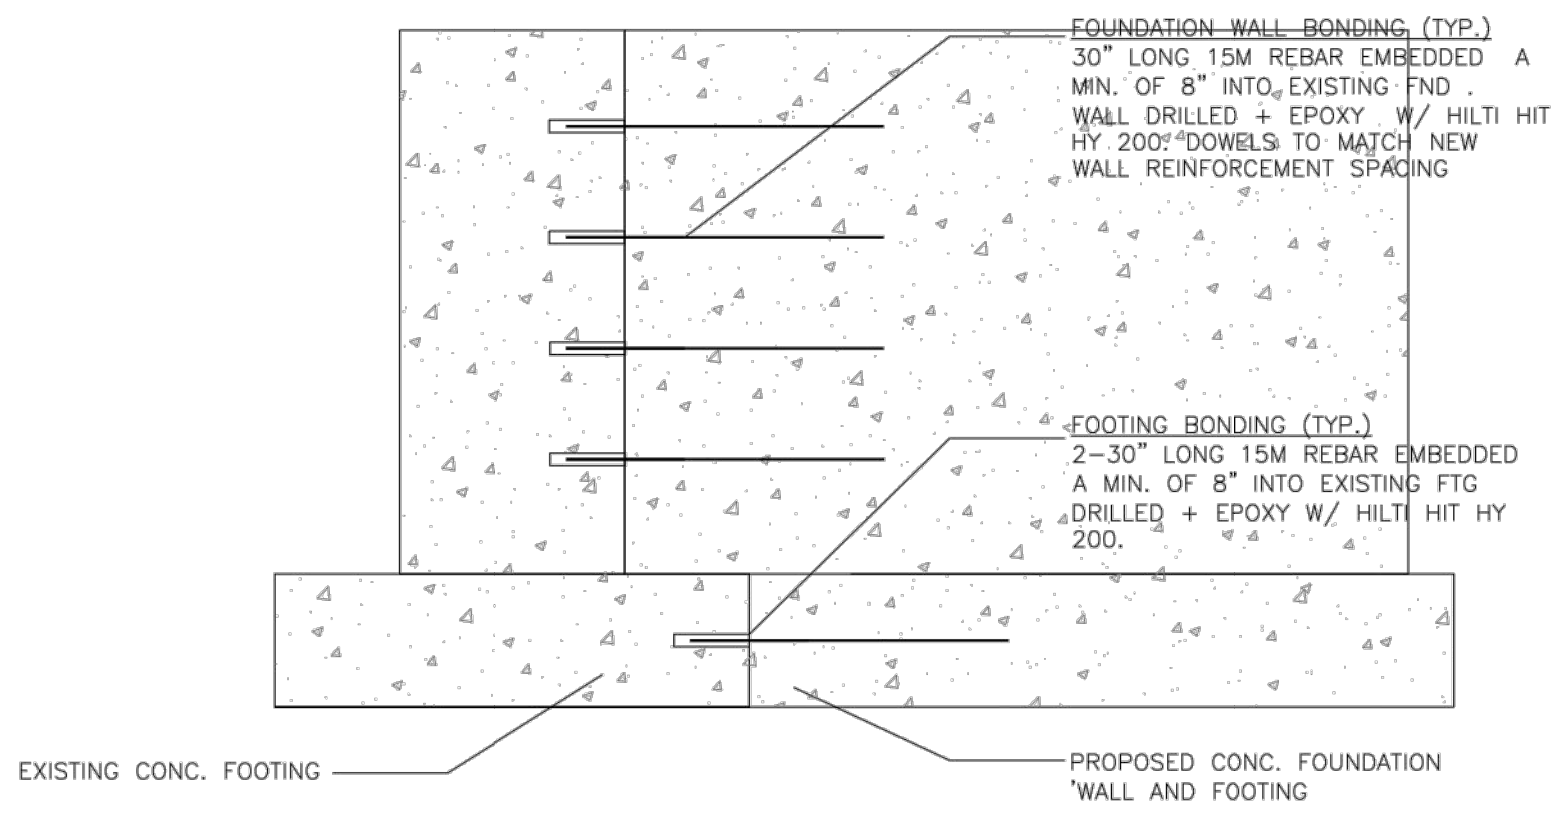 FOUNDATION WALL BONDING (TYP.)
30" LONG 15M REBAR EMBEDDED A
MIN. OF 8" INTO EXISTING FND .
WALL DRILLED + EPOXY W/ HILTI HIT
HY 200. DOWELS TO MATCH NEW
WALL REINFORCEMENT SPACING
FOOTING BONDING (TYP.)
2-30" LONG 15M REBAR EMBEDDED
A MIN. OF 8" INTO EXISTING FTG
DRILLED + EPOXY W/ HILTI HIT HY
200.
EXISTING CONC. FOOTING
PROPOSED CONC. FOUNDATION
'WALL AND FOOTING